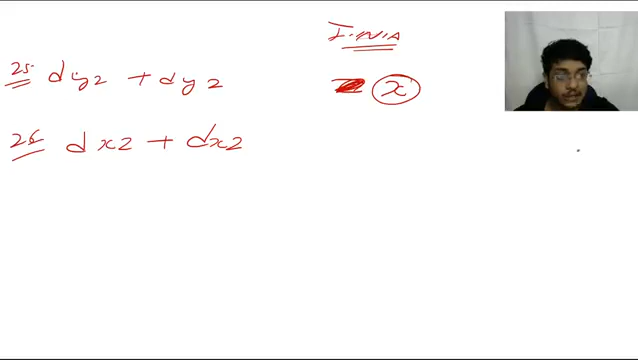 I.N.A
25. dyz + dyz
x
26 dxz + dxz